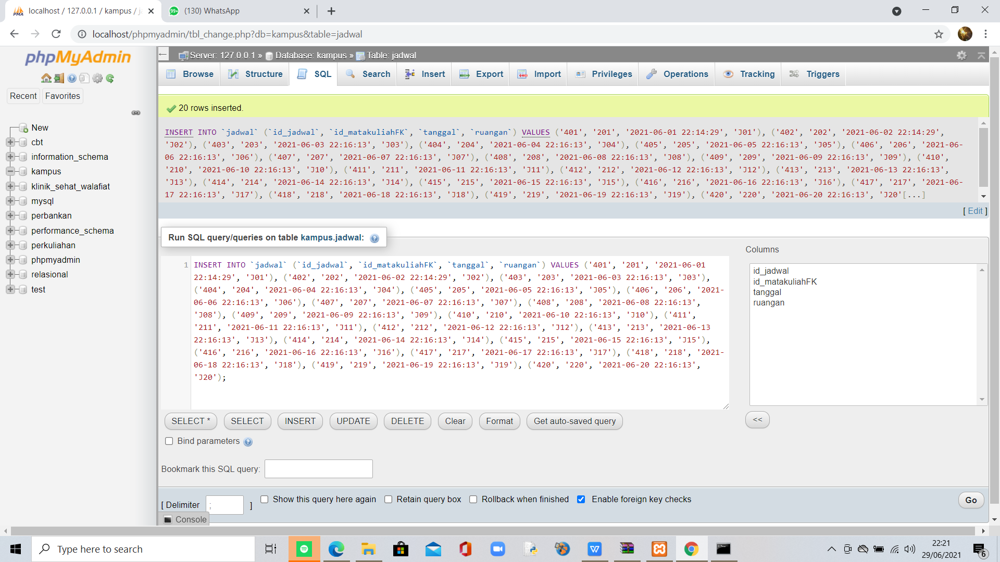 localhost / 127.0.0.1 / kampus / j
(130) WhatsApp
localhost/phpmyadmin/tbl_change.php?db=kampus&table=jadwal
phpMyAdmin
Recent
Favorites
New
cbt
information_schema
kampus
klinik_sehat_walafiat
mysql
perbankan
performance_schema
perkuliahan
phpmyadmin
relasional
test
Server: 127.0.0.1 » Database: kampus » Table: jadwal
Browse Structure SQL Search Insert Export Import Privileges Operations Tracking Triggers
20 rows inserted.
INSERT INTO `jadwal` (`id_jadwal`, `id_matakuliahFK`, `tanggal`, `ruangan`) VALUES ('401', '201', '2021-06-01 22:14:29', 'J01'), ('402', '202', '2021-06-02 22:14:29',
'J02'), ('403', '203', '2021-06-03 22:16:13', 'J03'), ('404', '204', '2021-06-04 22:16:13', 'J04'), ('405', '205', '2021-06-05 22:16:13', 'J05'), ('406', '206', '2021-06-
06 22:16:13', 'J06'), ('407', '207', '2021-06-07 22:16:13', 'J07'), ('408', '208', '2021-06-08 22:16:13', 'J08'), ('409', '209', '2021-06-09 22:16:13', 'J09'), ('410',
'210', '2021-06-10 22:16:13', 'J10'), ('411', '211', '2021-06-11 22:16:13', 'J11'), ('412', '212', '2021-06-12 22:16:13', 'J12'), ('413', '213', '2021-06-13 22:16:13',
'J13'), ('414', '214', '2021-06-14 22:16:13', 'J14'), ('415', '215', '2021-06-15 22:16:13', 'J15'), ('416', '216', '2021-06-16 22:16:13', 'J16'), ('417', '217', '2021-06-
17 22:16:13', 'J17'), ('418', '218', '2021-06-18 22:16:13', 'J18'), ('419', '219', '2021-06-19 22:16:13', 'J19'), ('420', '220', '2021-06-20 22:16:13', 'J20'[...]
[ Edit ]
Run SQL query/queries on table kampus.jadwal:
1
INSERT INTO `jadwal` (`id_jadwal`, `id_matakuliahFK`, `tanggal`, `ruangan`) VALUES ('401', '201', '2021-06-01
22:14:29', 'J01'), ('402', '202', '2021-06-02 22:14:29', 'J02'), ('403', '203', '2021-06-03 22:16:13', 'J03'),
('404', '204', '2021-06-04 22:16:13', 'J04'), ('405', '205', '2021-06-05 22:16:13', 'J05'), ('406', '206', '2021-
06-06 22:16:13', 'J06'), ('407', '207', '2021-06-07 22:16:13', 'J07'), ('408', '208', '2021-06-08 22:16:13',
'J08'), ('409', '209', '2021-06-09 22:16:13', 'J09'), ('410', '210', '2021-06-10 22:16:13', 'J10'), ('411',
'211', '2021-06-11 22:16:13', 'J11'), ('412', '212', '2021-06-12 22:16:13', 'J12'), ('413', '213', '2021-06-13
22:16:13', 'J13'), ('414', '214', '2021-06-14 22:16:13', 'J14'), ('415', '215', '2021-06-15 22:16:13', 'J15'),
('416', '216', '2021-06-16 22:16:13', 'J16'), ('417', '217', '2021-06-17 22:16:13', 'J17'), ('418', '218', '2021-
06-18 22:16:13', 'J18'), ('419', '219', '2021-06-19 22:16:13', 'J19'), ('420', '220', '2021-06-20 22:16:13',
'J20');
Columns
id_jadwal
id_matakuliahFK
tanggal
ruangan
<<
SELECT * SELECT INSERT UPDATE DELETE Clear Format Get auto-saved query
Bind parameters
Bookmark this SQL query:
[ Delimiter ; ] Show this query here again Retain query box Rollback when finished Enable foreign key checks
Go
Console
Type here to search
22:21
29/06/2021
6